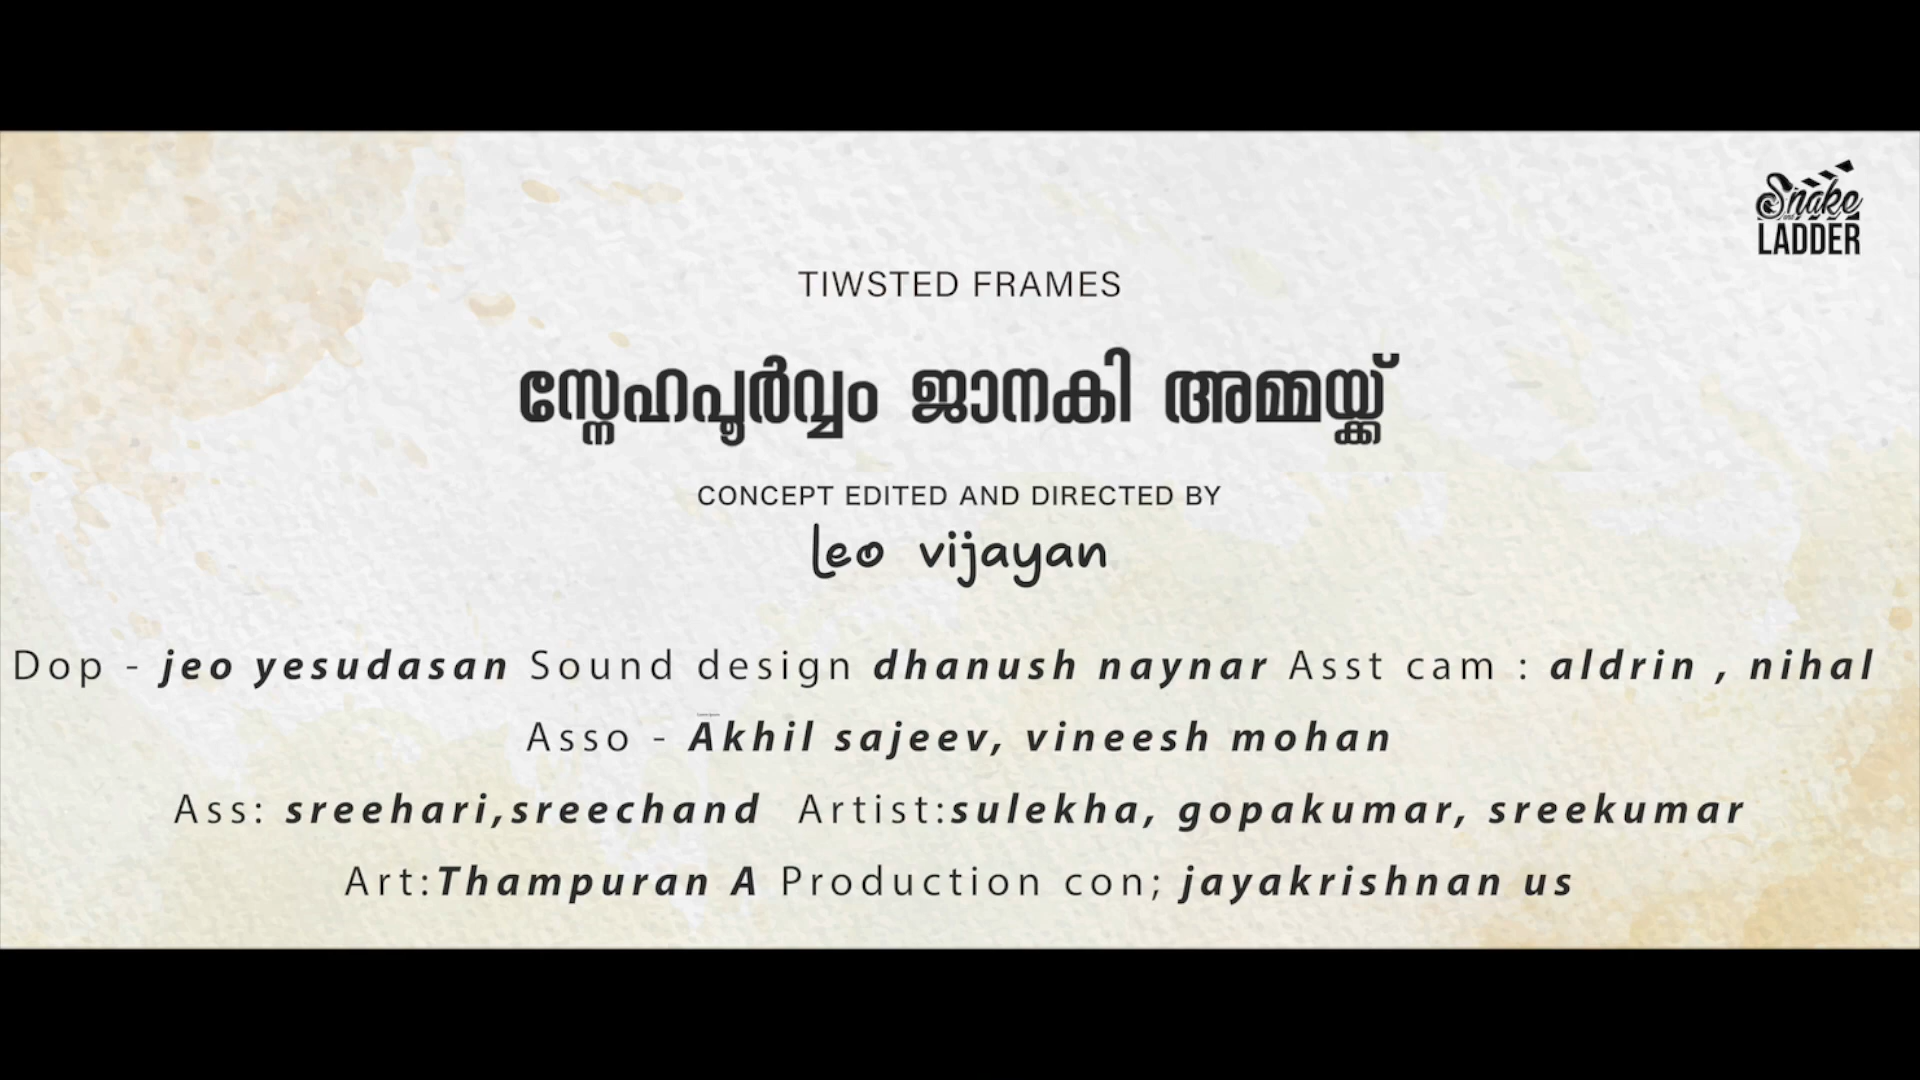 Snake and
LADDER
TIWSTED FRAMES
സ്നേഹപൂർവ്വം ജാനകി അമ്മയ്ക്ക്
CONCEPT EDITED AND DIRECTED BY
leo vijayan
Dop - jeo yesudasan Sound design dhanush naynar Asst cam : aldrin , nihal
Asso - Akhil sajeev, vineesh mohan
Ass: sreehari,sreechand Artist:sulekha, gopakumar, sreekumar
Art:Thampuran A Production con; jayakrishnan us